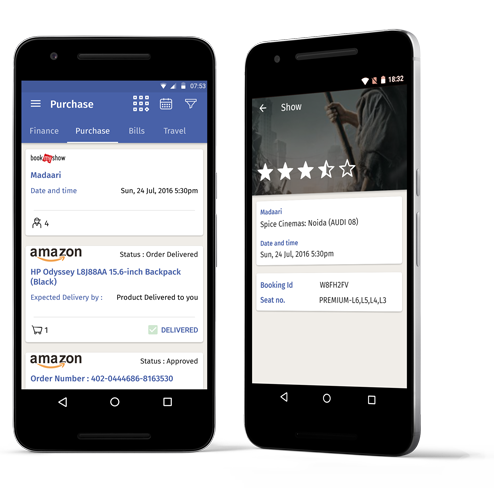 07:53
Purchase
Finance Purchase Bills Travel
bookmyshow
Madaari
Date and time Sun, 24 Jul, 2016 5:30pm
4
amazon Status : Order Delivered
HP Odyssey L8J88AA 15.6-inch Backpack
(Black)
Expected Delivery by : Product Delivered to you
1 DELIVERED
amazon Status : Approved
Order Number : 402-0444686-8163530
18:32
Show
Madaari
Spice Cinemas: Noida (AUDI 08)
Date and time
Sun, 24 Jul, 2016 5:30pm
Booking Id W8FH2FV
Seat no. PREMIUM-L6,L5,L4,L3